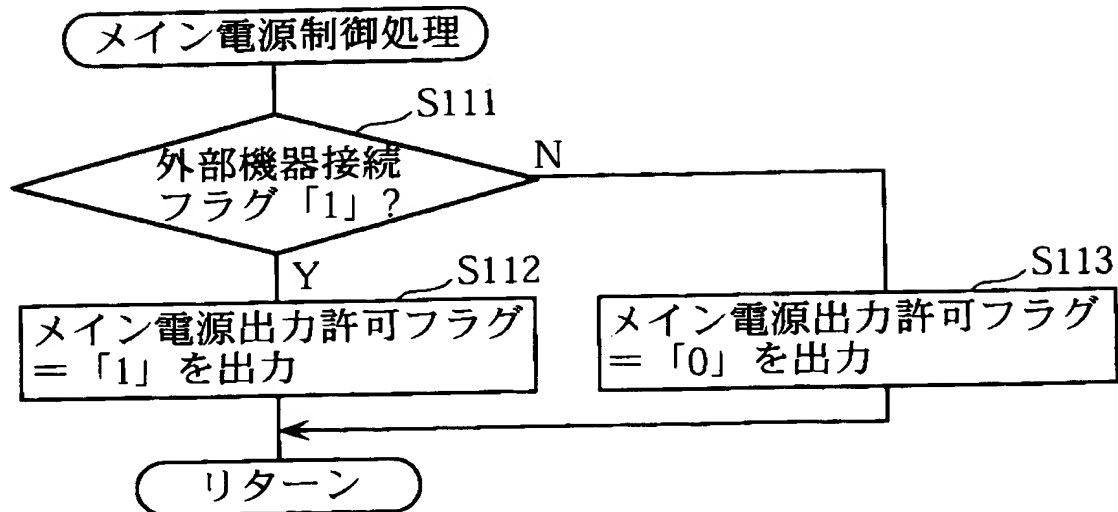 メイン電源制御処理
S111
外部機器接続
フラグ「1」?
N
Y
S112
メイン電源出力許可フラグ
=「1」を出力
S113
メイン電源出力許可フラグ
=「0」を出力
リターン